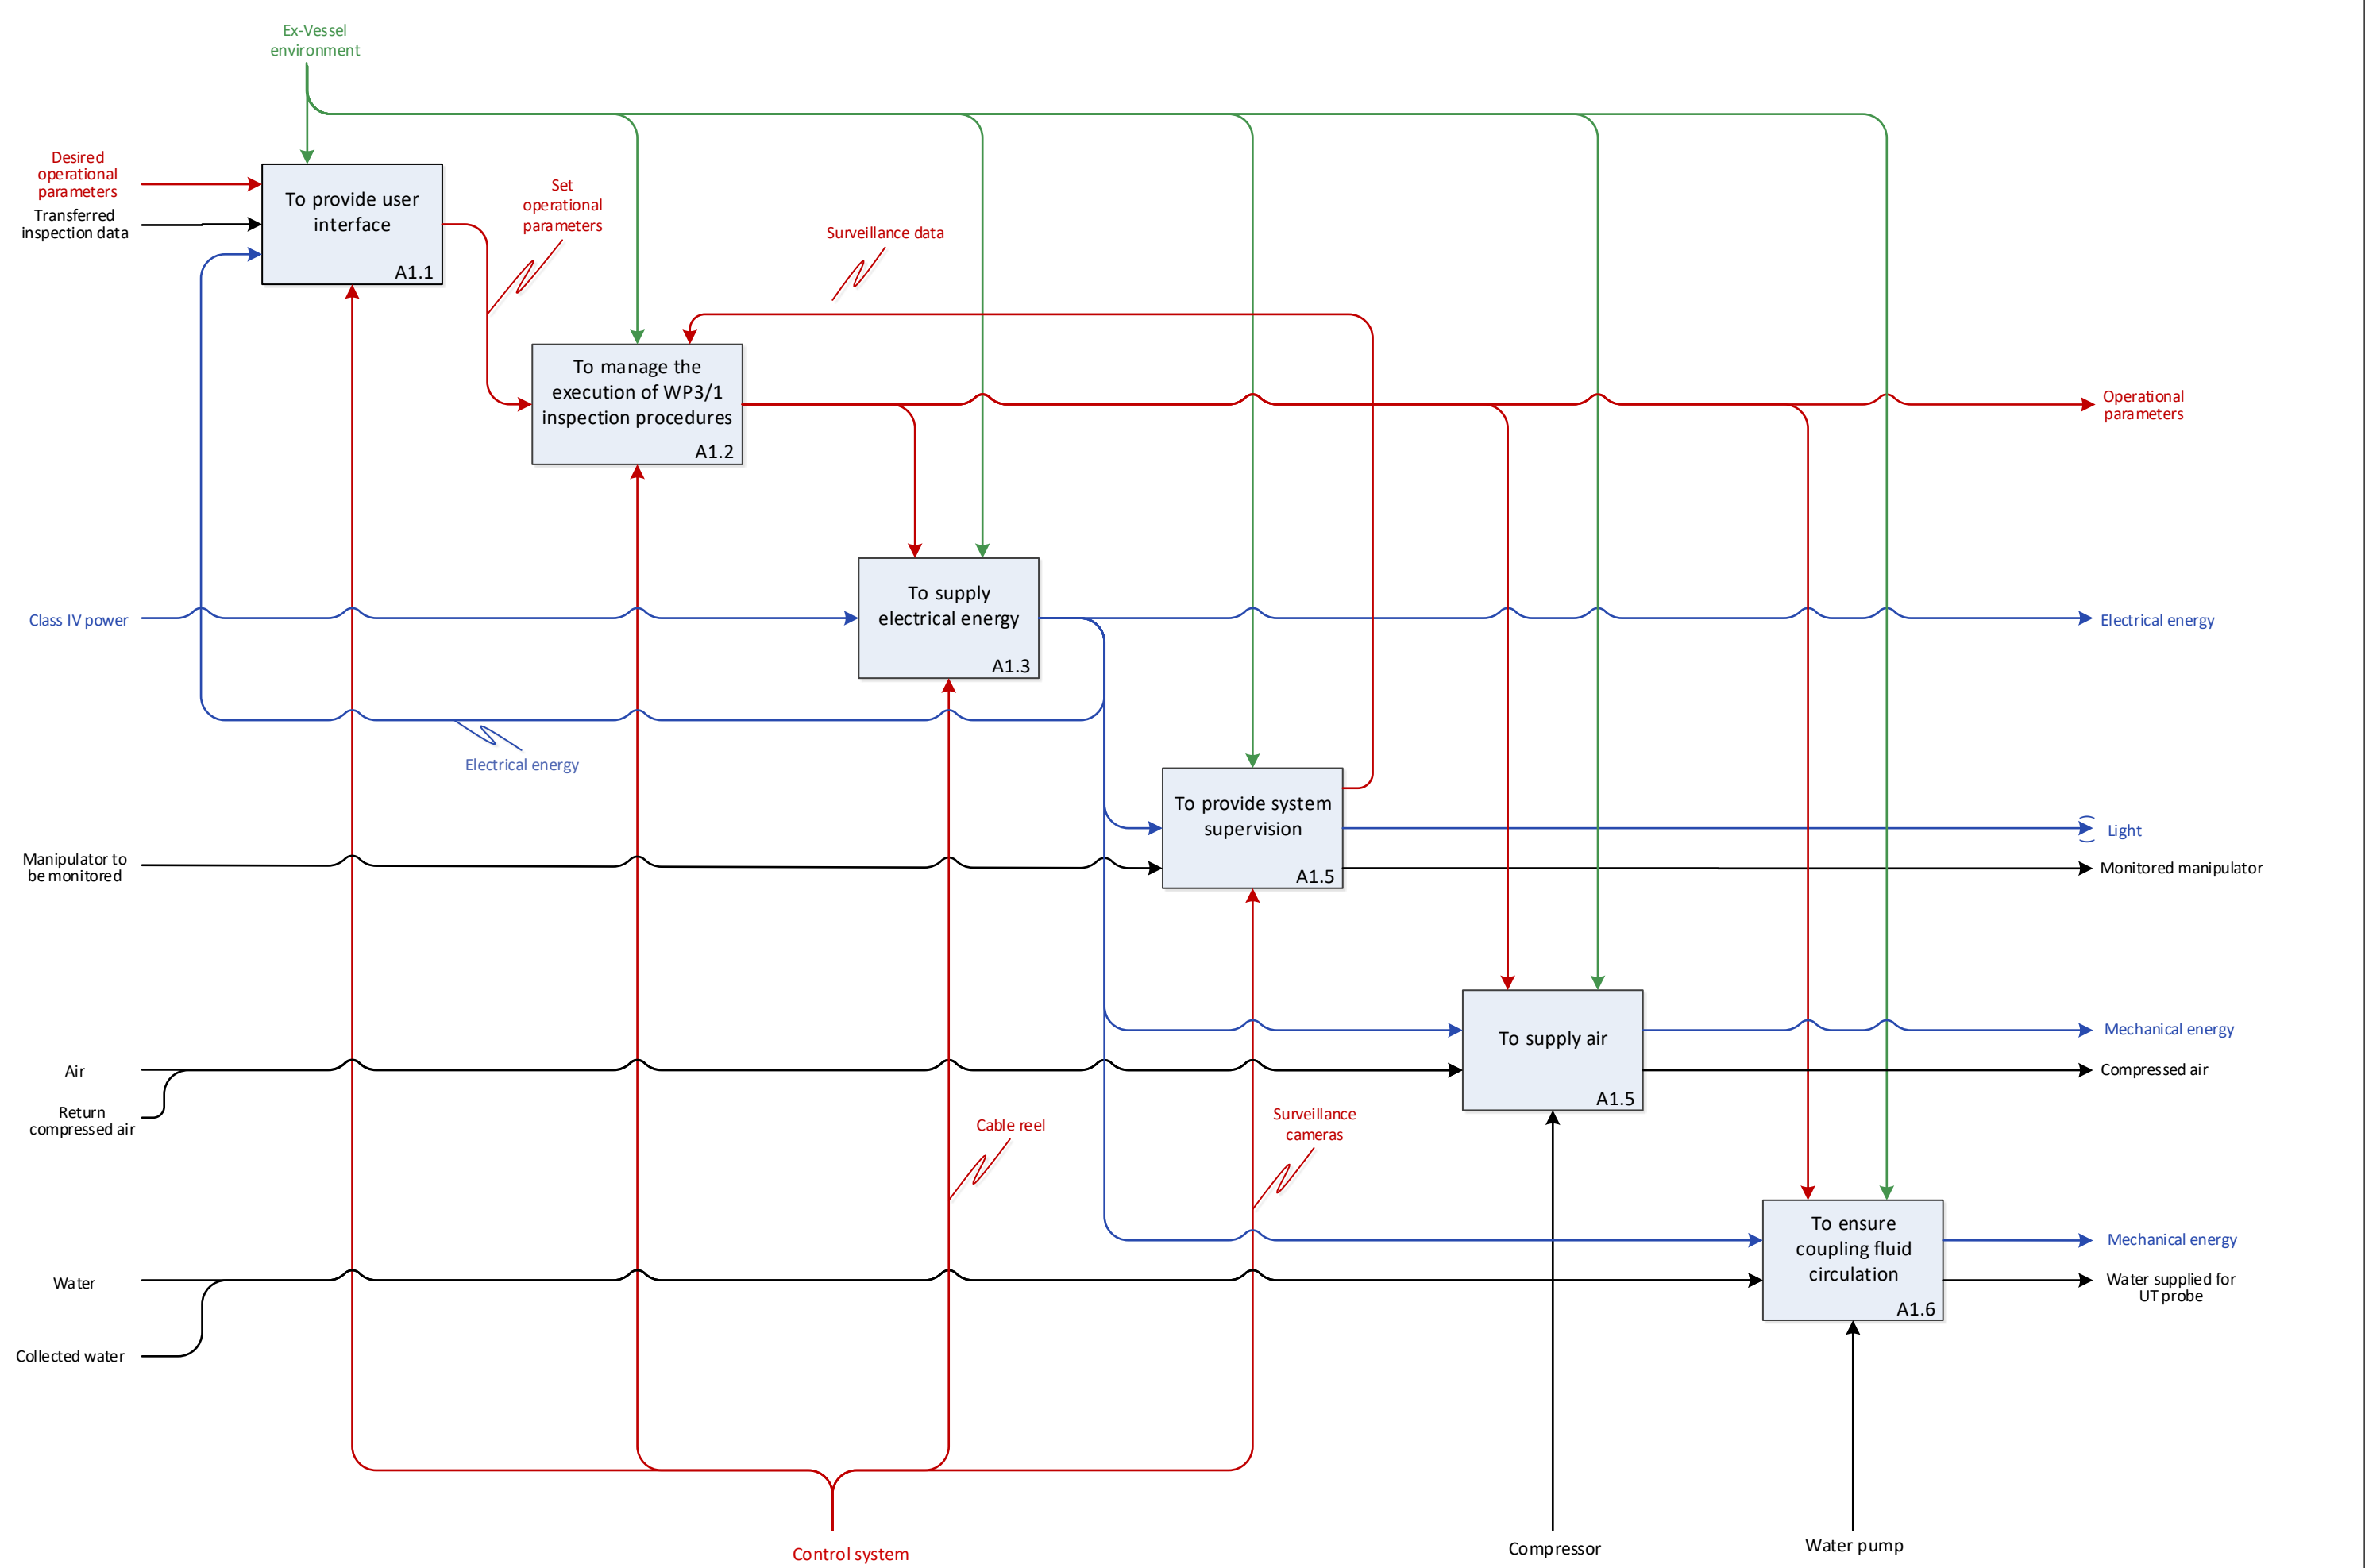 Ex-Vessel
environment
Desired
operational
parameters
Transferred
inspection data
To provide user
interface
A1.1
Set
operational
parameters
Surveillance data
To manage the
execution of WP3/1
inspection procedures
A1.2
Operational
parameters
Class IV power
To supply
electrical energy
A1.3
Electrical energy
Electrical energy
To provide system
supervision
A1.5
Light
Manipulator to
be monitored
Monitored manipulator
To supply air
A1.5
Mechanical energy
Air
Compressed air
Return
compressed air
Cable reel
Surveillance
cameras
To ensure
coupling fluid
circulation
A1.6
Mechanical energy
Water
Water supplied for
UT probe
Collected water
Control system
Compressor
Water pump